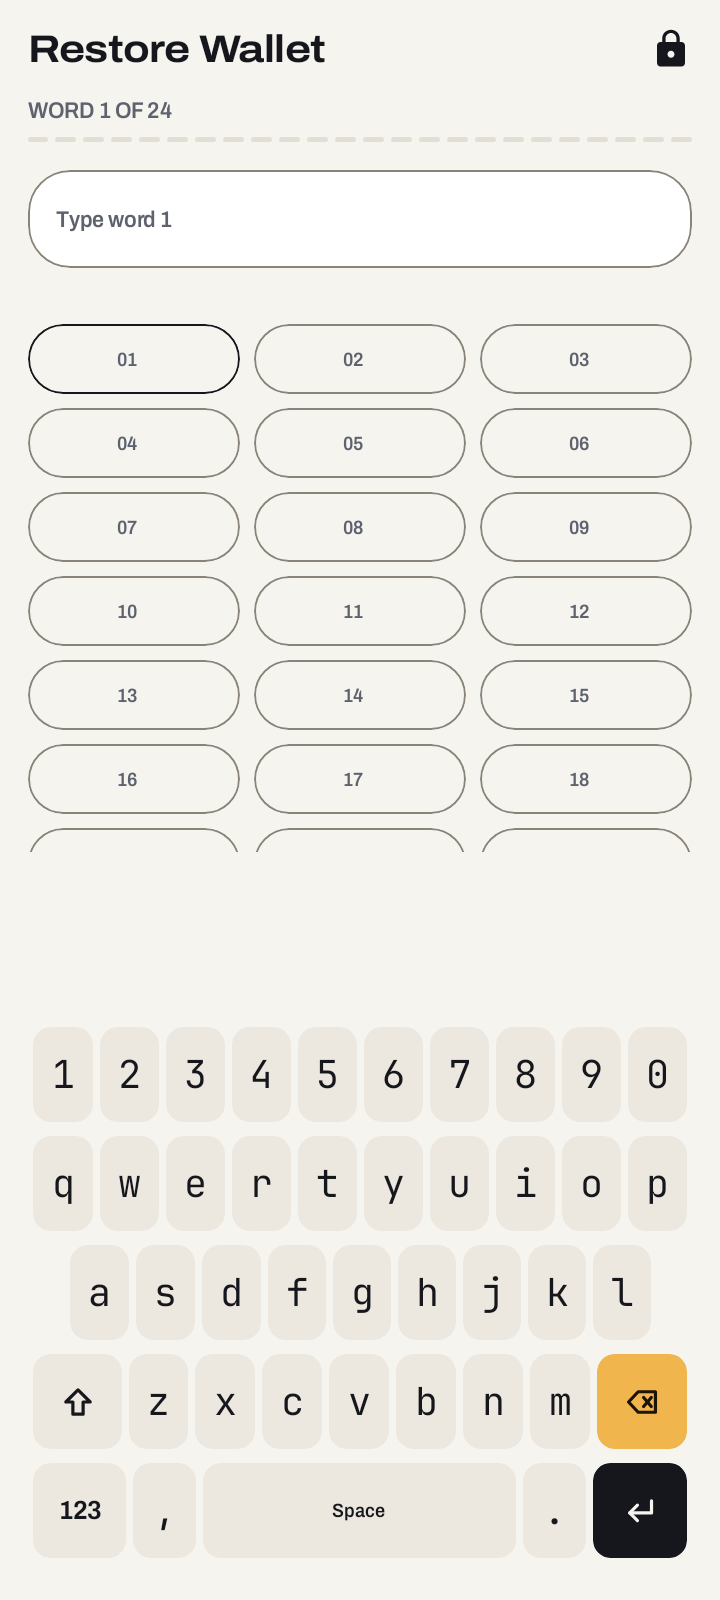 Restore Wallet
WORD 1 OF 24
Type word 1
01 02 03
04 05 06
07 08 09
10 11 12
13 14 15
16 17 18
1 2 3 4 5 6 7 8 9 0
q w e r t y u i o p
a s d f g h j k l
z x c v b n m
123 , Space .